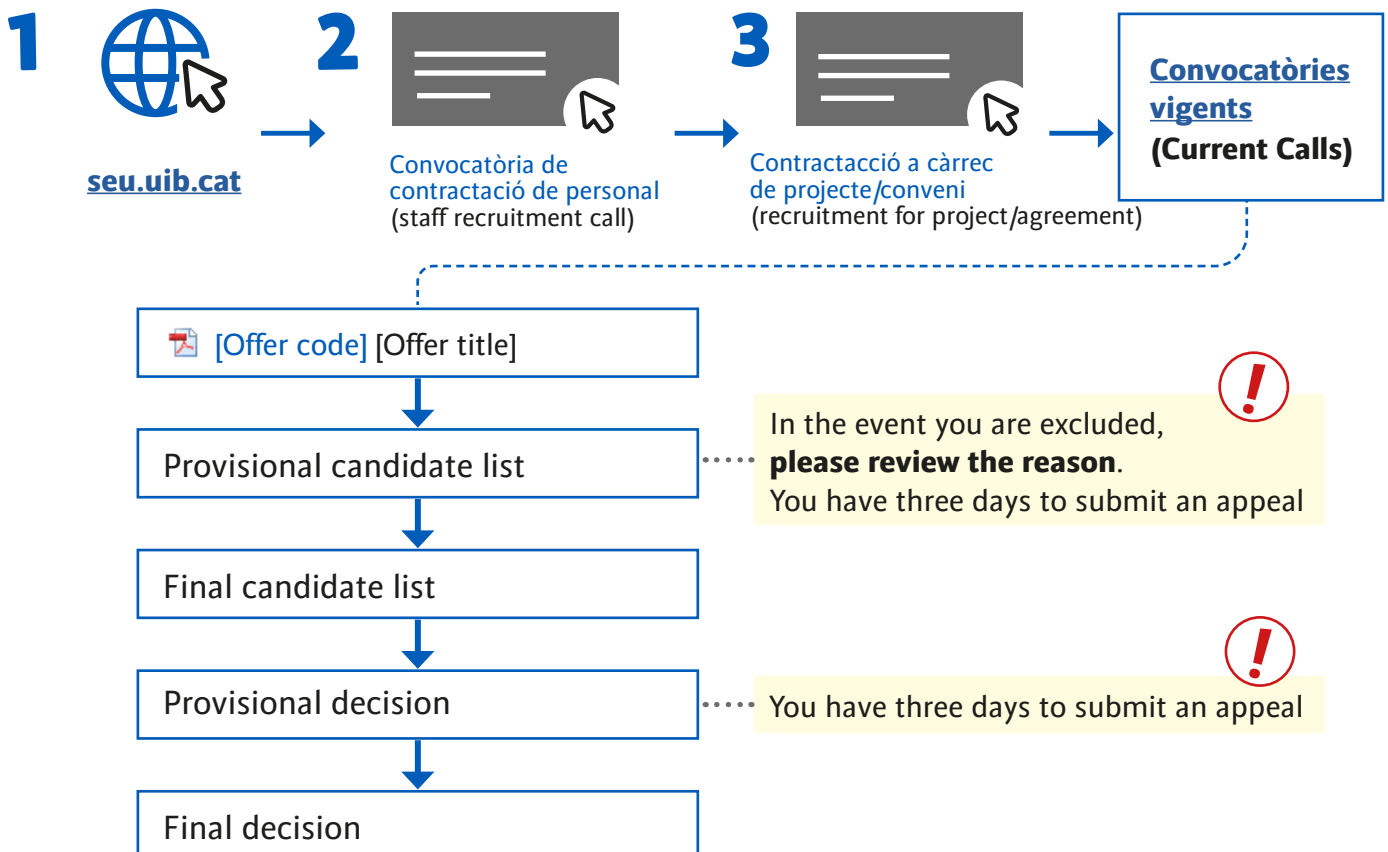 1
2
3
seu.uib.cat
Convocatòria de
contractació de personal
(staff recruitment call)
Contractacció a càrrec
de projecte/conveni
(recruitment for project/agreement)
Convocatòries
vigents
(Current Calls)
[Offer code] [Offer title]
Provisional candidate list
!
In the event you are excluded,
please review the reason.
You have three days to submit an appeal
Final candidate list
Provisional decision
!
You have three days to submit an appeal
Final decision